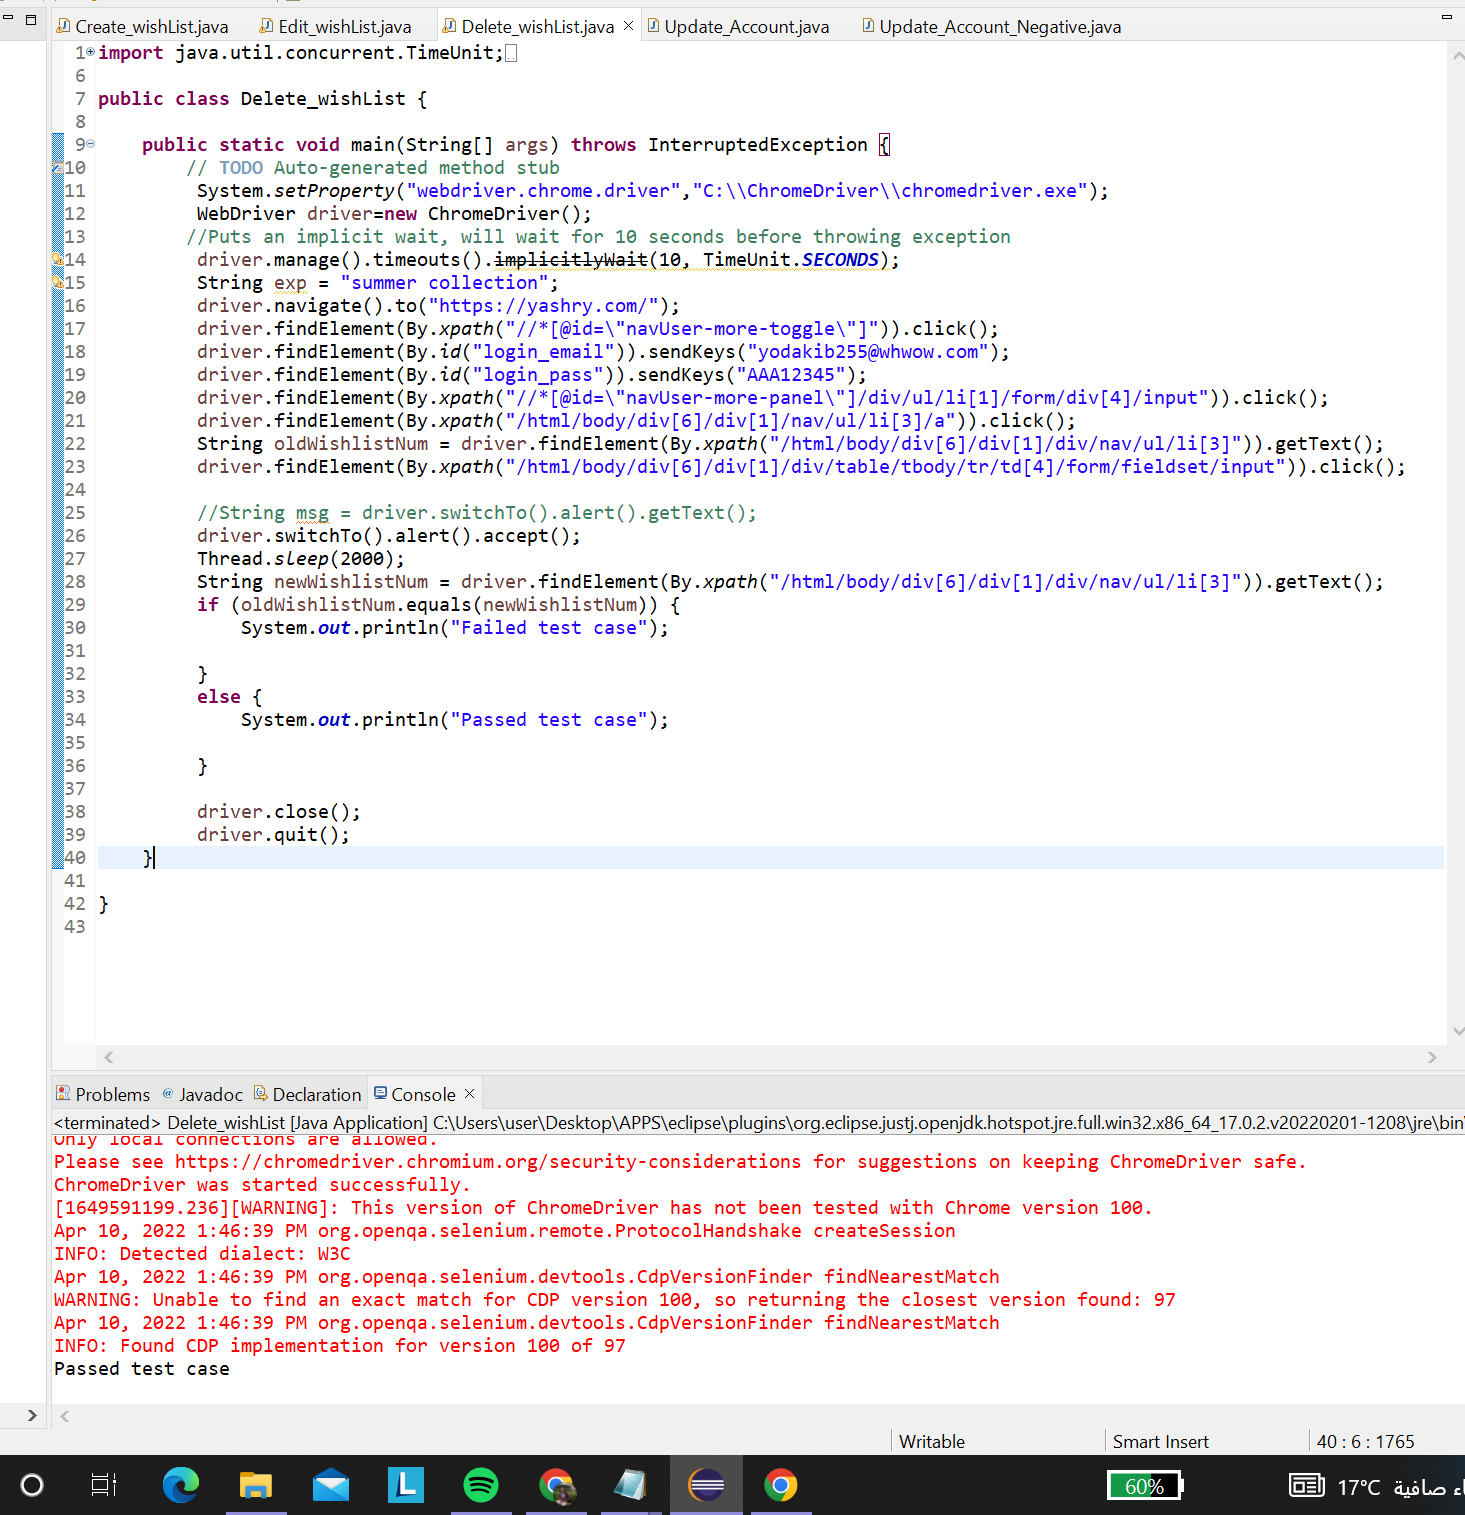 Create_wishList.java Edit_wishList.java Delete_wishList.java Update_Account.java Update_Account_Negative.java
1 import java.util.concurrent.TimeUnit;
6
7 public class Delete_wishList {
8
9 public static void main(String[] args) throws InterruptedException {
10 // TODO Auto-generated method stub
11 System.setProperty("webdriver.chrome.driver","C:\\ChromeDriver\\chromedriver.exe");
12 WebDriver driver=new ChromeDriver();
13 //Puts an implicit wait, will wait for 10 seconds before throwing exception
14 driver.manage().timeouts().implicitlyWait(10, TimeUnit.SECONDS);
15 String exp = "summer collection";
16 driver.navigate().to("https://yashry.com/");
17 driver.findElement(By.xpath("//*[@id=\"navUser-more-toggle\"]")).click();
18 driver.findElement(By.id("login_email")).sendKeys("yodakib255@whwow.com");
19 driver.findElement(By.id("login_pass")).sendKeys("AAA12345");
20 driver.findElement(By.xpath("//*[@id=\"navUser-more-panel\"]/div/ul/li[1]/form/div[4]/input")).click();
21 driver.findElement(By.xpath("/html/body/div[6]/div[1]/nav/ul/li[3]/a")).click();
22 String oldWishlistNum = driver.findElement(By.xpath("/html/body/div[6]/div[1]/div/nav/ul/li[3]")).getText();
23 driver.findElement(By.xpath("/html/body/div[6]/div[1]/div/table/tbody/tr/td[4]/form/fieldset/input")).click();
24
25 //String msg = driver.switchTo().alert().getText();
26 driver.switchTo().alert().accept();
27 Thread.sleep(2000);
28 String newWishlistNum = driver.findElement(By.xpath("/html/body/div[6]/div[1]/div/nav/ul/li[3]")).getText();
29 if (oldWishlistNum.equals(newWishlistNum)) {
30 System.out.println("Failed test case");
31
32 }
33 else {
34 System.out.println("Passed test case");
35
36 }
37
38 driver.close();
39 driver.quit();
40 }
41
42 }
43
Problems Javadoc Declaration Console
<terminated> Delete_wishList [Java Application] C:\Users\user\Desktop\APPS\eclipse\plugins\org.eclipse.justj.openjdk.hotspot.jre.full.win32.x86_64_17.0.2.v20220201-1208\jre\bin\
Only local connections are allowed.
Please see https://chromedriver.chromium.org/security-considerations for suggestions on keeping ChromeDriver safe.
ChromeDriver was started successfully.
[1649591199.236][WARNING]: This version of ChromeDriver has not been tested with Chrome version 100.
Apr 10, 2022 1:46:39 PM org.openqa.selenium.remote.ProtocolHandshake createSession
INFO: Detected dialect: W3C
Apr 10, 2022 1:46:39 PM org.openqa.selenium.devtools.CdpVersionFinder findNearestMatch
WARNING: Unable to find an exact match for CDP version 100, so returning the closest version found: 97
Apr 10, 2022 1:46:39 PM org.openqa.selenium.devtools.CdpVersionFinder findNearestMatch
INFO: Found CDP implementation for version 100 of 97
Passed test case
Writable Smart Insert 40 : 6 : 1765
L 60% 17°C صافية